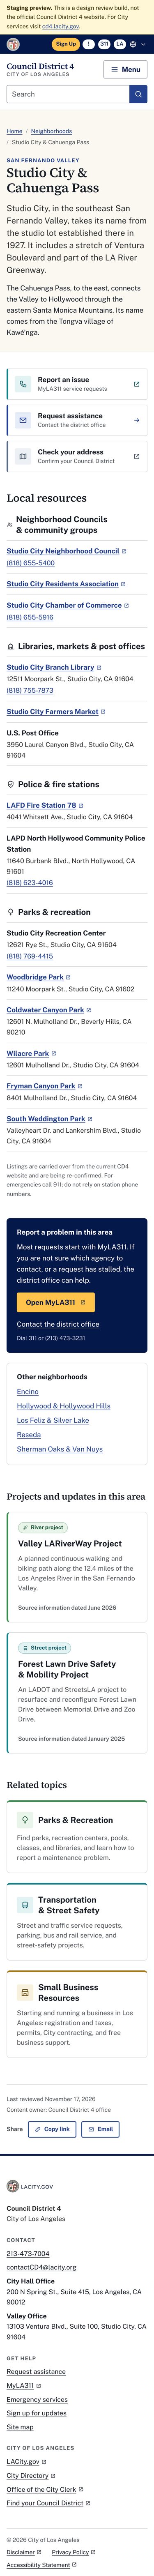 Staging preview. This is a design review build, not
the official Council District 4 website. For City
services visit cd4.lacity.gov.
Sign Up
f
311
LA
Council District 4
CITY OF LOS ANGELES
Menu
Search
Home / Neighborhoods
/ Studio City & Cahuenga Pass
SAN FERNANDO VALLEY
Studio City &
Cahuenga Pass
Studio City, in the southeast San
Fernando Valley, takes its name from
the studio lot established there in
1927. It includes a stretch of Ventura
Boulevard and part of the LA River
Greenway.
The Cahuenga Pass, to the east, connects
the Valley to Hollywood through the
eastern Santa Monica Mountains. Its name
comes from the Tongva village of
Kawé'nga.
Report an issue
MyLA311 service requests
Request assistance
Contact the district office
Check your address
Confirm your Council District
Local resources
Neighborhood Councils
& community groups
Studio City Neighborhood Council
(818) 655-5400
Studio City Residents Association
Studio City Chamber of Commerce
(818) 655-5916
Libraries, markets & post offices
Studio City Branch Library
12511 Moorpark St., Studio City, CA 91604
(818) 755-7873
Studio City Farmers Market
U.S. Post Office
3950 Laurel Canyon Blvd., Studio City, CA
91604
Police & fire stations
LAFD Fire Station 78
4041 Whitsett Ave., Studio City, CA 91604
LAPD North Hollywood Community Police
Station
11640 Burbank Blvd., North Hollywood, CA
91601
(818) 623-4016
Parks & recreation
Studio City Recreation Center
12621 Rye St., Studio City, CA 91604
(818) 769-4415
Woodbridge Park
11240 Moorpark St., Studio City, CA 91602
Coldwater Canyon Park
12601 N. Mulholland Dr., Beverly Hills, CA
90210
Wilacre Park
12601 Mulholland Dr., Studio City, CA 91604
Fryman Canyon Park
8401 Mulholland Dr., Studio City, CA 91604
South Weddington Park
Valleyheart Dr. and Lankershim Blvd., Studio
City, CA 91604
Listings are carried over from the current CD4
website and are being re-confirmed. For
emergencies call 911; do not rely on station phone
numbers.
Report a problem in this area
Most requests start with MyLA311. If
you are not sure which agency to
contact, or a request has stalled, the
district office can help.
Open MyLA311
Contact the district office
Dial 311 or (213) 473-3231
Other neighborhoods
Encino
Hollywood & Hollywood Hills
Los Feliz & Silver Lake
Reseda
Sherman Oaks & Van Nuys
Projects and updates in this area
River project
Valley LARiverWay Project
A planned continuous walking and
biking path along the 12.4 miles of the
Los Angeles River in the San Fernando
Valley.
Source information dated June 2026
Street project
Forest Lawn Drive Safety
& Mobility Project
An LADOT and StreetsLA project to
resurface and reconfigure Forest Lawn
Drive between Memorial Drive and Zoo
Drive.
Source information dated January 2025
Related topics
Parks & Recreation
Find parks, recreation centers, pools,
classes, and libraries, and learn how to
report a maintenance problem.
Transportation
& Street Safety
Street and traffic service requests,
parking, bus and rail service, and
street-safety projects.
Small Business
Resources
Starting and running a business in Los
Angeles: registration and taxes,
permits, City contracting, and free
business support.
Last reviewed November 17, 2026
Content owner: Council District 4 office
Share
Copy link
Email
LACITY.GOV
Council District 4
City of Los Angeles
CONTACT
213-473-7004
contactCD4@lacity.org
City Hall Office
200 N Spring St., Suite 415, Los Angeles, CA
90012
Valley Office
13103 Ventura Blvd., Suite 100, Studio City, CA
91604
GET HELP
Request assistance
MyLA311
Emergency services
Sign up for updates
Site map
CITY OF LOS ANGELES
LACity.gov
City Directory
Office of the City Clerk
Find your Council District
© 2026 City of Los Angeles
Disclaimer
Privacy Policy
Accessibility Statement